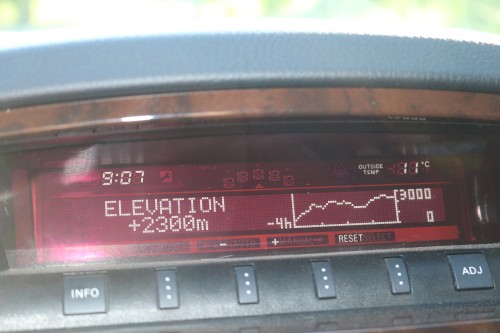 9:07
OUTSIDE TEMP
°C
ELEVATION
+2300m
-4h
3000
0
- + RESET
INFO
ADJ